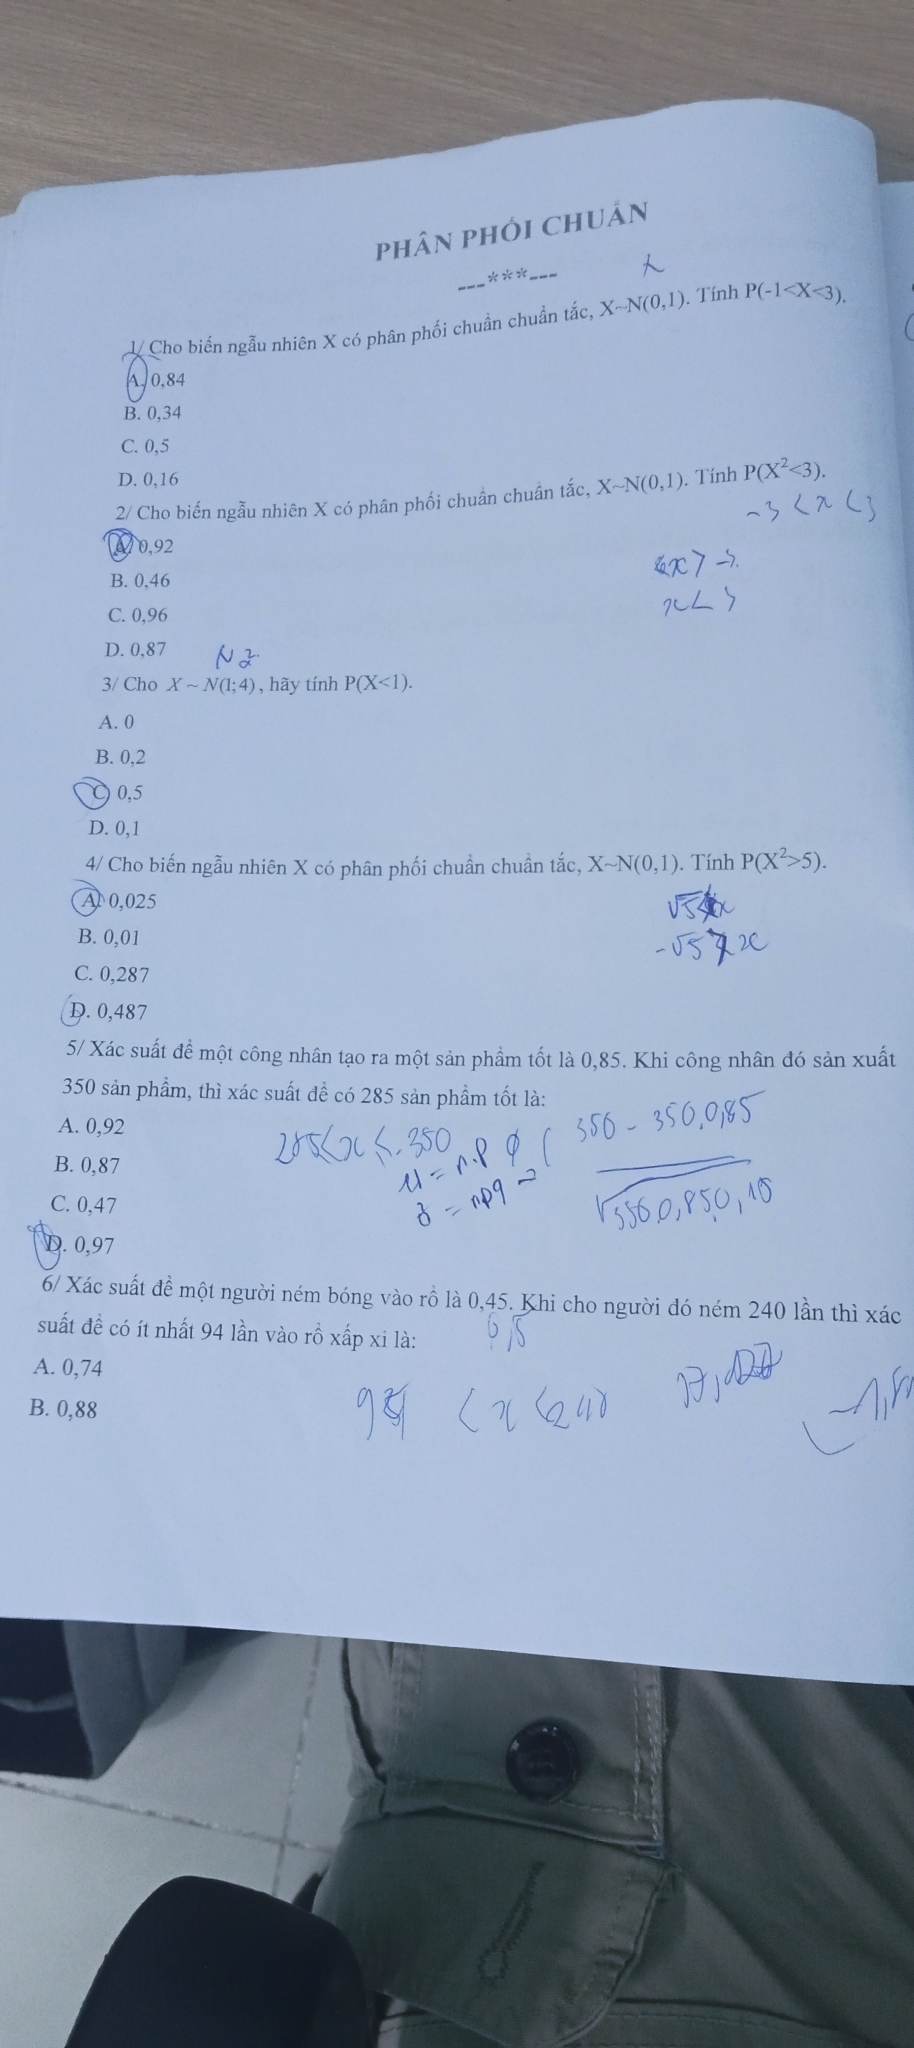 PHÂN PHỐI CHUẨN
---***---
1/ Cho biến ngẫu nhiên X có phân phối chuẩn chuẩn tắc, X~N(0,1). Tính P(-1<X<3).
A. 0,84
B. 0,34
C. 0,5
D. 0,16
2/ Cho biến ngẫu nhiên X có phân phối chuẩn chuẩn tắc, X~N(0,1). Tính P(X²<3).
-3 < x < 3
A. 0,92
x > -3
B. 0,46
x < 3
C. 0,96
D. 0,87
N 2
3/ Cho X ~ N(1;4), hãy tính P(X<1).
A. 0
B. 0,2
C. 0,5
D. 0,1
4/ Cho biến ngẫu nhiên X có phân phối chuẩn chuẩn tắc, X~N(0,1). Tính P(X²>5).
A. 0,025
√5 < x
B. 0,01
-√5 > x
C. 0,287
D. 0,487
5/ Xác suất để một công nhân tạo ra một sản phẩm tốt là 0,85. Khi công nhân đó sản xuất
350 sản phẩm, thì xác suất để có 285 sản phẩm tốt là:
A. 0,92
285 < x < 350
μ = n.p φ ( 350 - 350.0,85
B. 0,87
= npq
√350.0,85.0,15
C. 0,47
D. 0,97
6/ Xác suất để một người ném bóng vào rổ là 0,45. Khi cho người đó ném 240 lần thì xác
suất để có ít nhất 94 lần vào rổ xấp xỉ là:
A. 0,74
B. 0,88
< x < 240